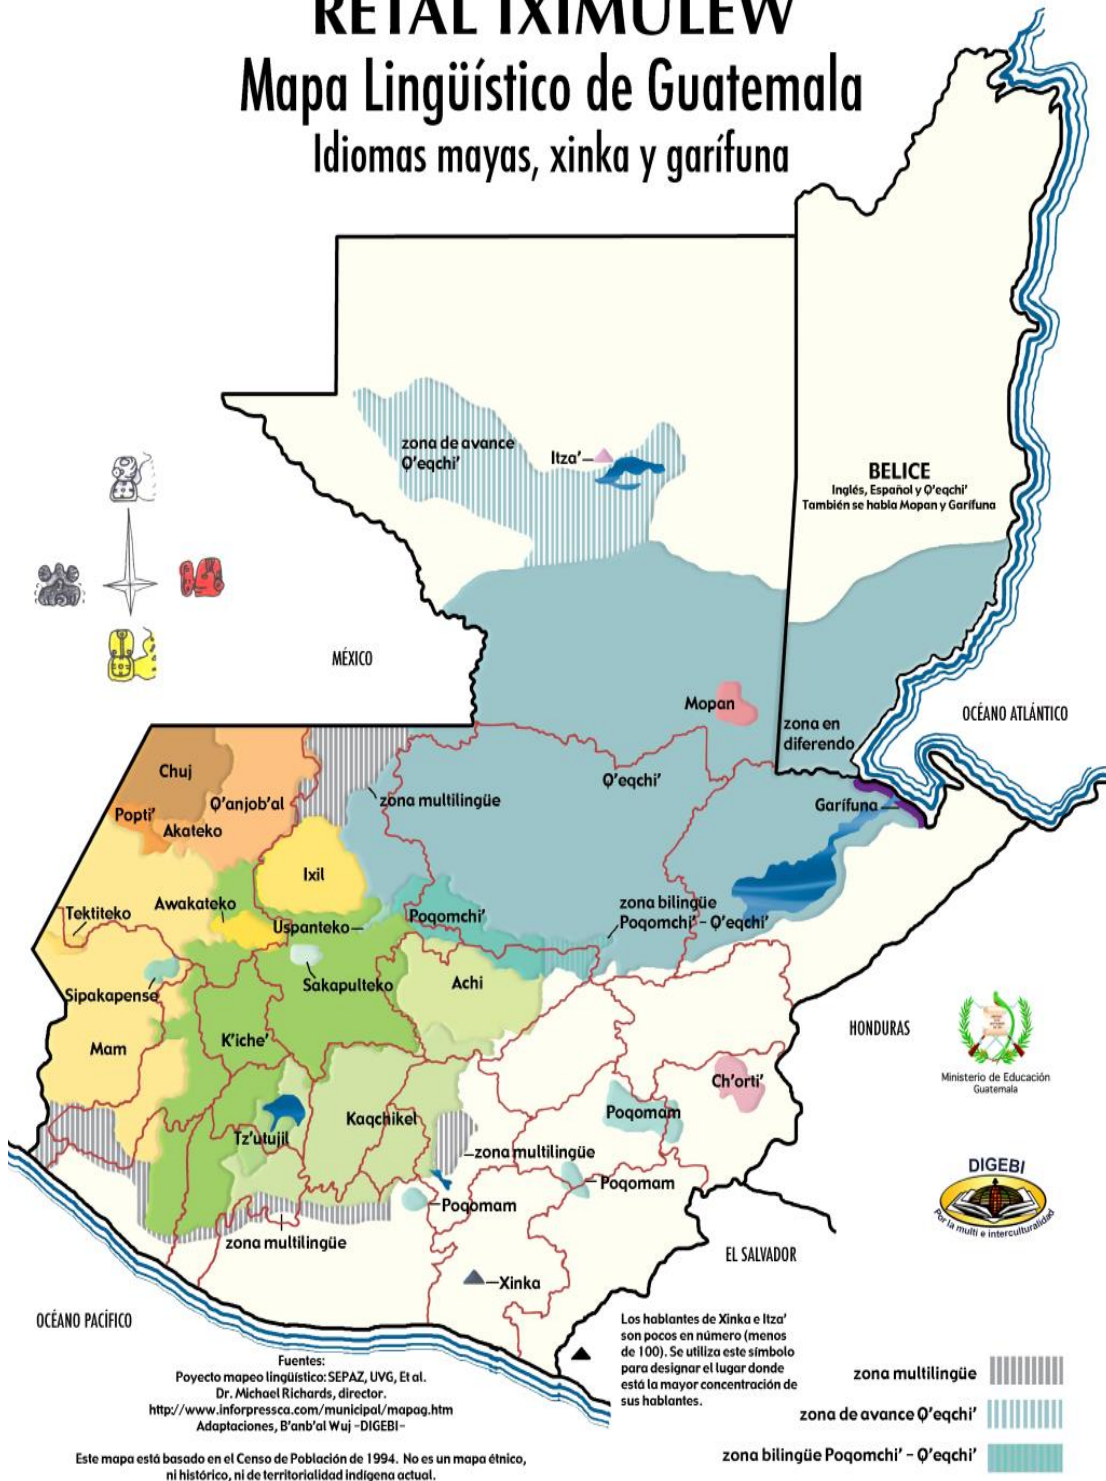 RETAL IXIMULEW
Mapa Lingüístico de Guatemala
Idiomas mayas, xinka y garífuna
zona de avance
Q'eqchi'
Itza'
BELICE
Inglés, Español y Q'eqchi'
También se habla Mopan y Garífuna
MÉXICO
Mopan
zona en
diferendo
OCÉANO ATLÁNTICO
Chuj
Q'eqchi'
Popti'
Q'anjob'al
zona multilingüe
Garífuna
Akateko
Ixil
Tektiteko
Awakateko
Uspanteko
Poqomchi'
zona bilingüe
Poqomchi' - Q'eqchi'
Sipakapense
Sakapulteko
Achi
Mam
K'iche'
HONDURAS
Ministerio de Educación
Guatemala
Ch'orti'
Tz'utujil
Kaqchikel
Poqomam
zona multilingüe
Poqomam
Poqomam
DIGEBI
Por la multi e interculturalidad
zona multilingüe
EL SALVADOR
Xinka
OCÉANO PACÍFICO
Los hablantes de Xinka e Itza'
son pocos en número (menos
de 100). Se utiliza este símbolo
para designar el lugar donde
está la mayor concentración de
sus hablantes.
Fuentes:
Poyecto mapeo lingüístico: SEPAZ, UVG, Et al.
Dr. Michael Richards, director.
http://www.inforpressca.com/municipal/mapag.htm
Adaptaciones, B'anb'al Wuj -DIGEBI-
zona multilingüe
zona de avance Q'eqchi'
zona bilingüe Poqomchi' - Q'eqchi'
Este mapa está basado en el Censo de Población de 1994. No es un mapa étnico,
ni histórico, ni de territorialidad indígena actual.